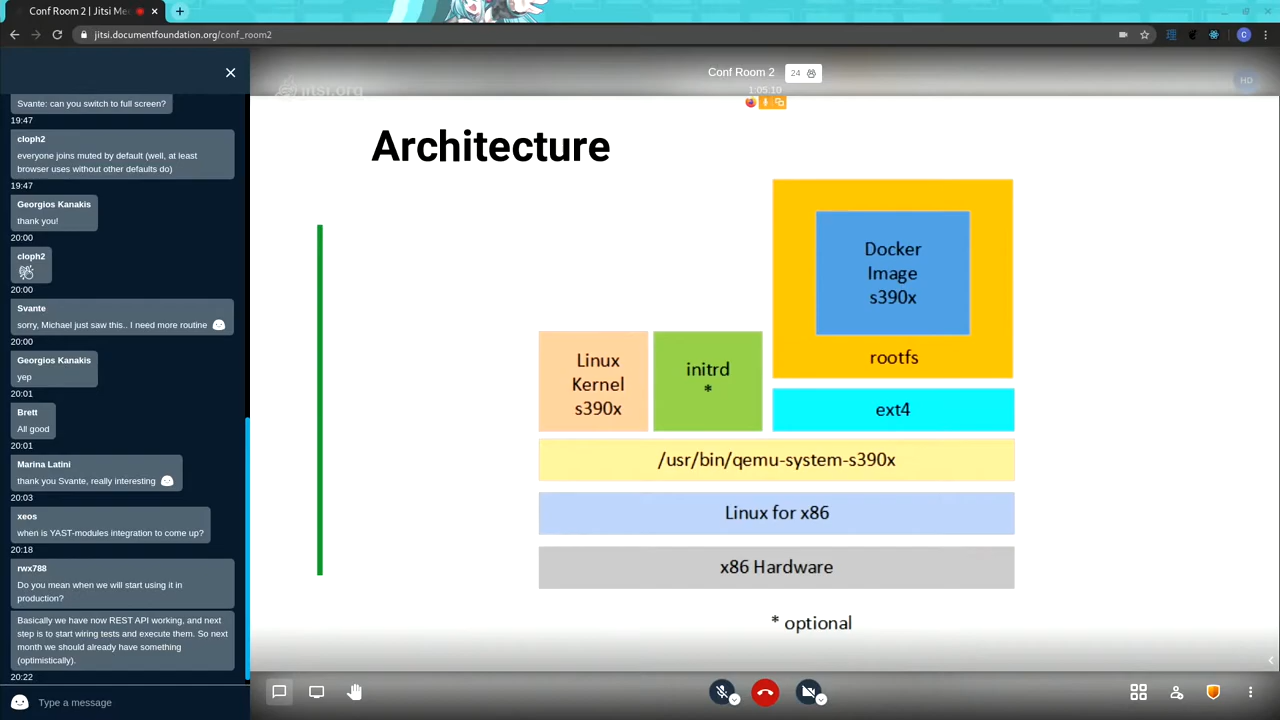 Conf Room 2 | Jitsi Me
jitsi.documentfoundation.org/conf_room2
C
Svante: can you switch to full screen?
19:47
cloph2
everyone joins muted by default (well, at least
browser uses without other defaults do)
19:47
Georgios Kanakis
thank you!
20:00
cloph2
20:00
Svante
sorry, Michael just saw this.. I need more routine
20:00
Georgios Kanakis
yep
20:01
Brett
All good
20:01
Marina Latini
thank you Svante, really interesting
20:03
xeos
when is YAST-modules integration to come up?
20:18
rwx788
Do you mean when we will start using it in
production?
Basically we have now REST API working, and next
step is to start wiring tests and execute them. So next
month we should already have something
(optimistically).
20:22
Type a message
jitsi.org
Conf Room 2
24
1:05:10
HD
Architecture
Docker
Image
s390x
rootfs
Linux
Kernel
s390x
initrd
*
ext4
/usr/bin/qemu-system-s390x
Linux for x86
x86 Hardware
* optional